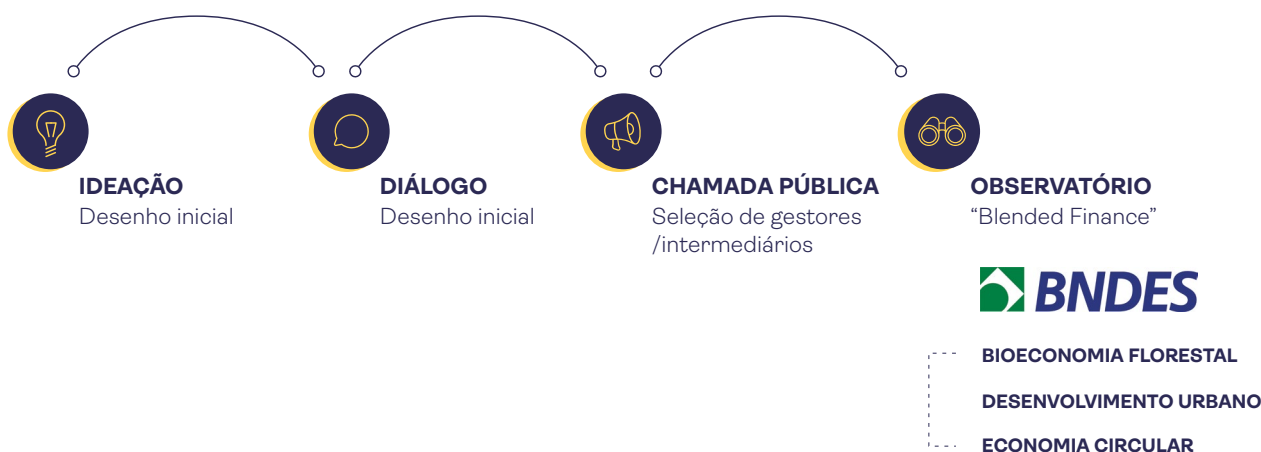 IDEAÇÃO
Desenho inicial
DIÁLOGO
Desenho inicial
CHAMADA PÚBLICA
Seleção de gestores
/intermediários
OBSERVATÓRIO
“Blended Finance”
BNDES
BIOECONOMIA FLORESTAL
DESENVOLVIMENTO URBANO
ECONOMIA CIRCULAR